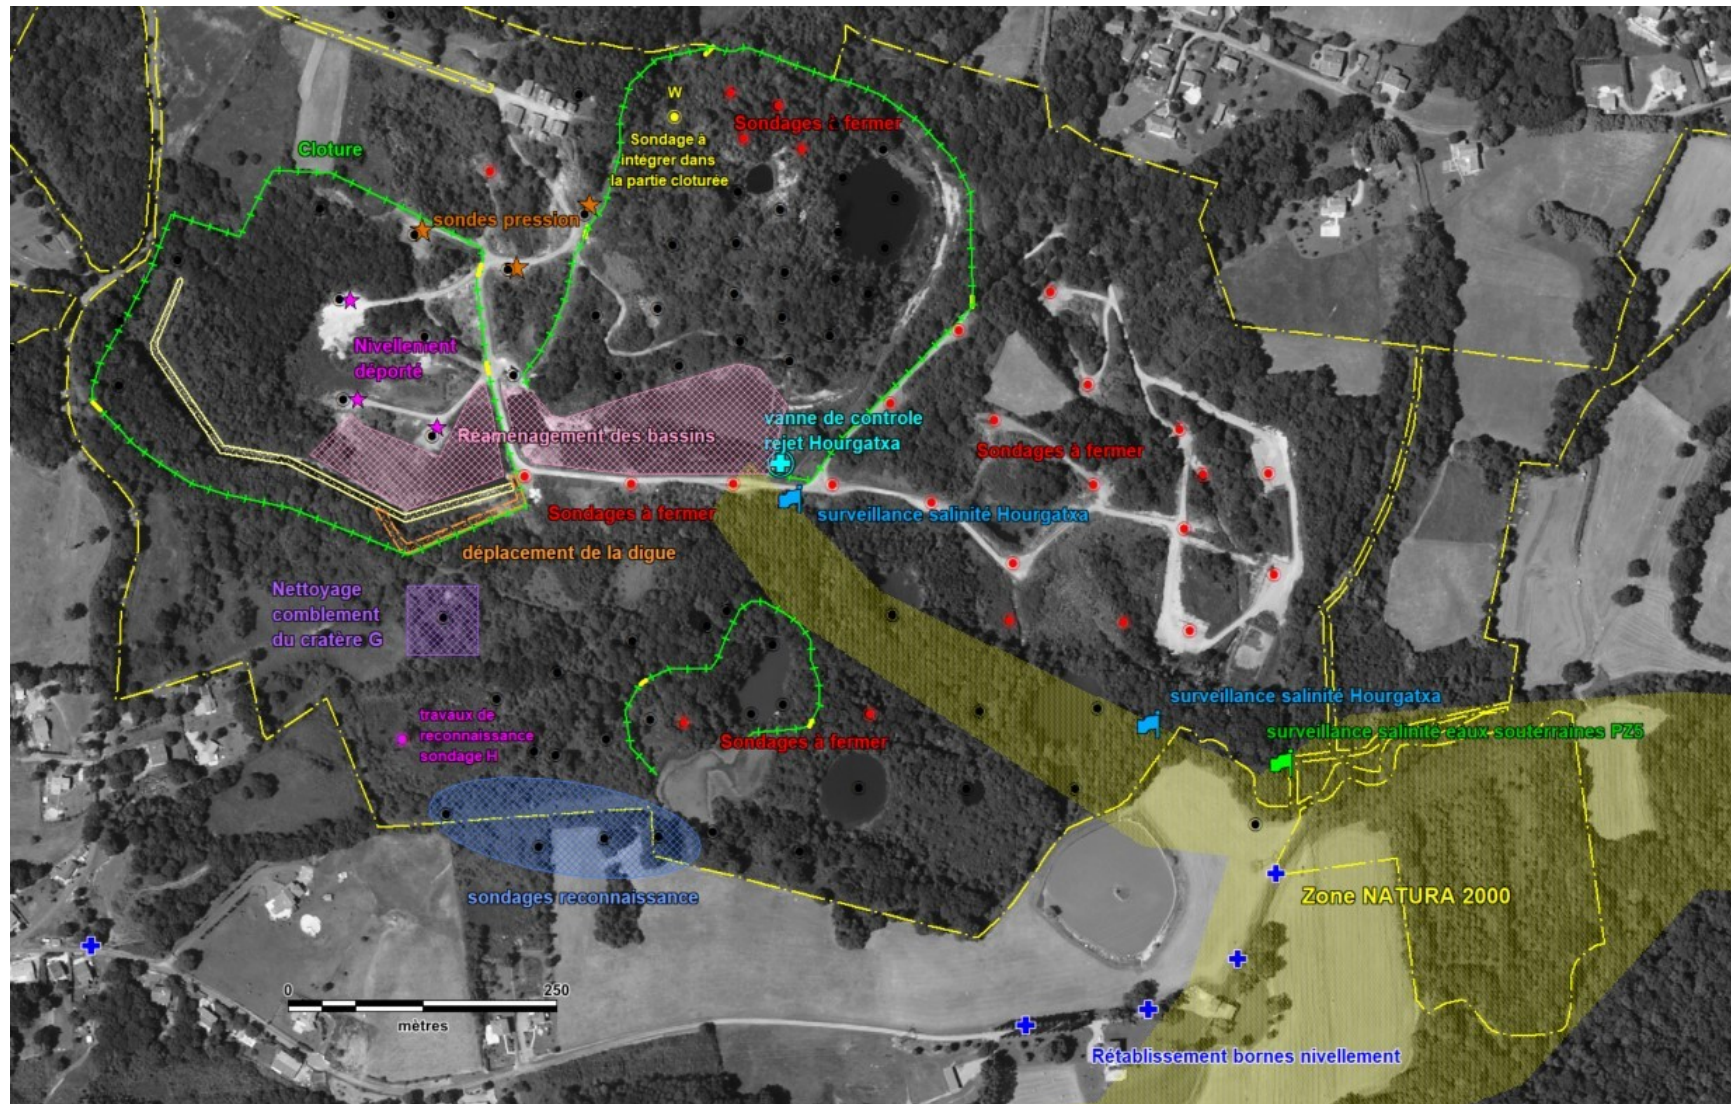 W
Sondages à fermer
Sondage à
intégrer dans
la partie cloturée
Cloture
sondes pression
Nivellement
déporté
Réaménagement des bassins
vanne de controle
rejet Hourgatxa
Sondages à fermer
Sondages à fermer
surveillance salinité Hourgatxa
déplacement de la digue
Nettoyage
comblement
du cratère G
travaux de
reconnaissance
sondage H
Sondages à fermer
surveillance salinité Hourgatxa
surveillance salinité eaux souterraines PZ5
sondages reconnaissance
Zone NATURA 2000
0
250
mètres
Rétablissement bornes nivellement